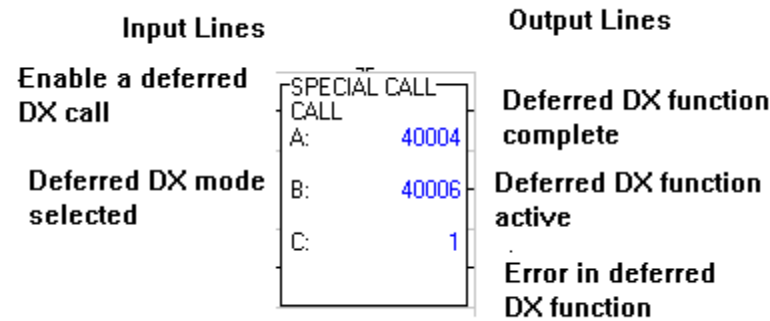 Input Lines
Output Lines
Enable a deferred
DX call
SPECIAL CALL
CALL
A: 40004
Deferred DX function
complete
Deferred DX mode
selected
B: 40006
Deferred DX function
active
C: 1
Error in deferred
DX function